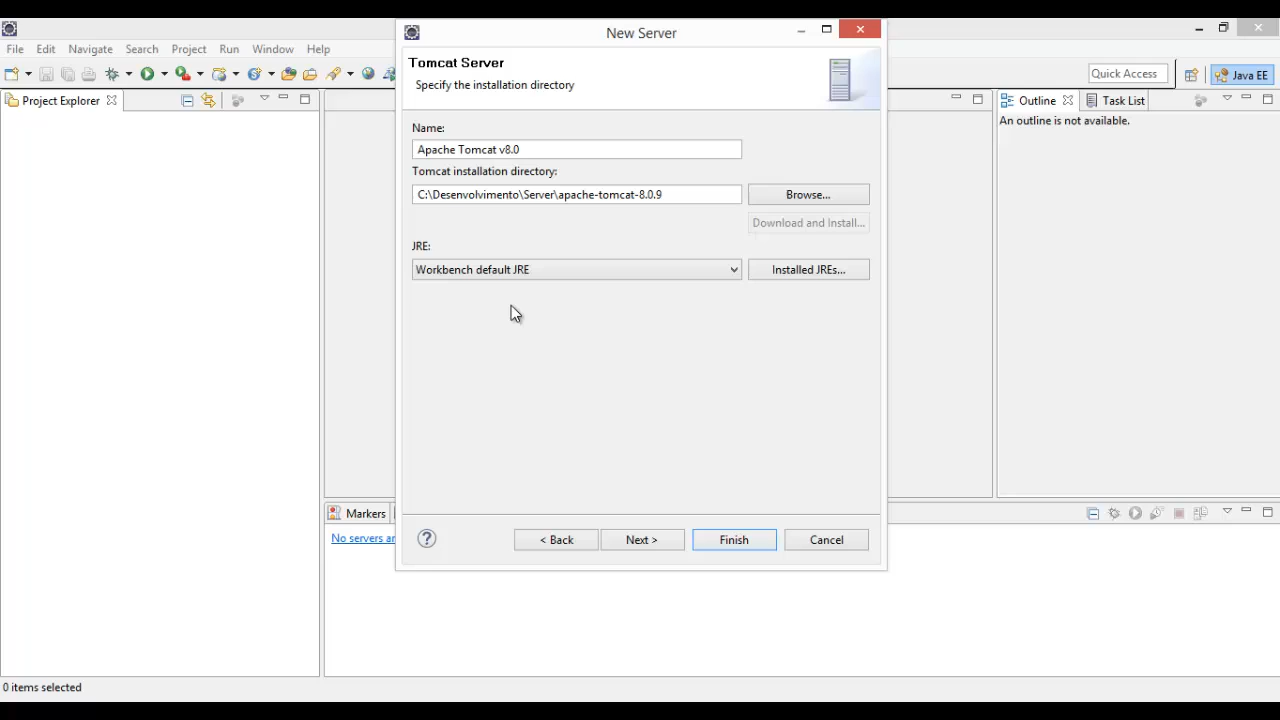 New Server
File Edit Navigate Search Project Run Window Help
Tomcat Server
Specify the installation directory
Quick Access
Java EE
Project Explorer
Outline
Task List
An outline is not available.
Name:
Apache Tomcat v8.0
Tomcat installation directory:
C:\Desenvolvimento\Server\apache-tomcat-8.0.9
Browse...
Download and Install...
JRE:
Workbench default JRE
Installed JREs...
Markers
No servers ar
< Back
Next >
Finish
Cancel
0 items selected